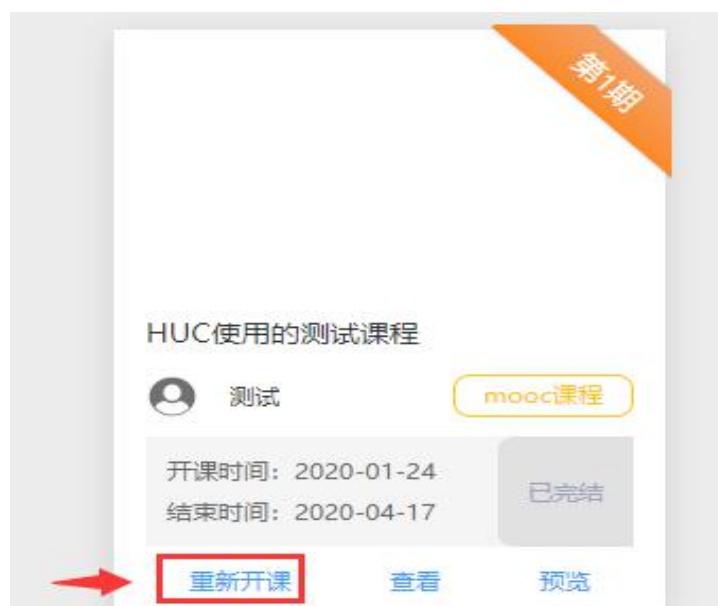 第1期
HUC使用的测试课程
测试
mooc课程
开课时间：2020-01-24
结束时间：2020-04-17
已完结
重新开课 查看 预览